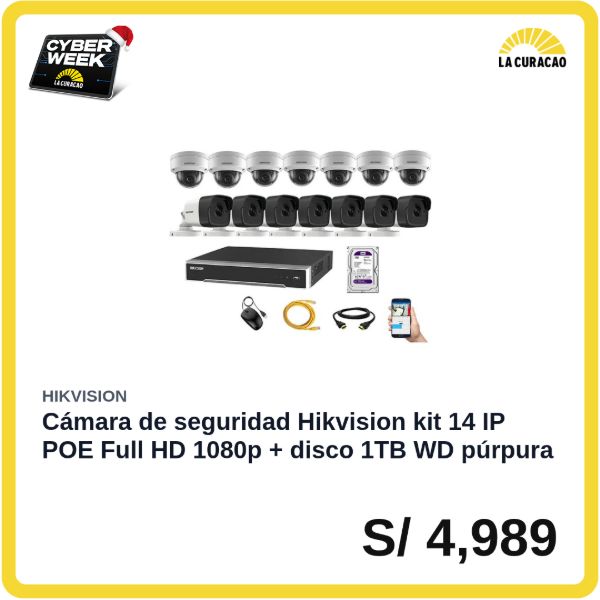 CYBER
WEEK
LA CURACAO
LA CURACAO
HIKVISION
Cámara de seguridad Hikvision kit 14 IP
POE Full HD 1080p + disco 1TB WD púrpura
S/ 4,989